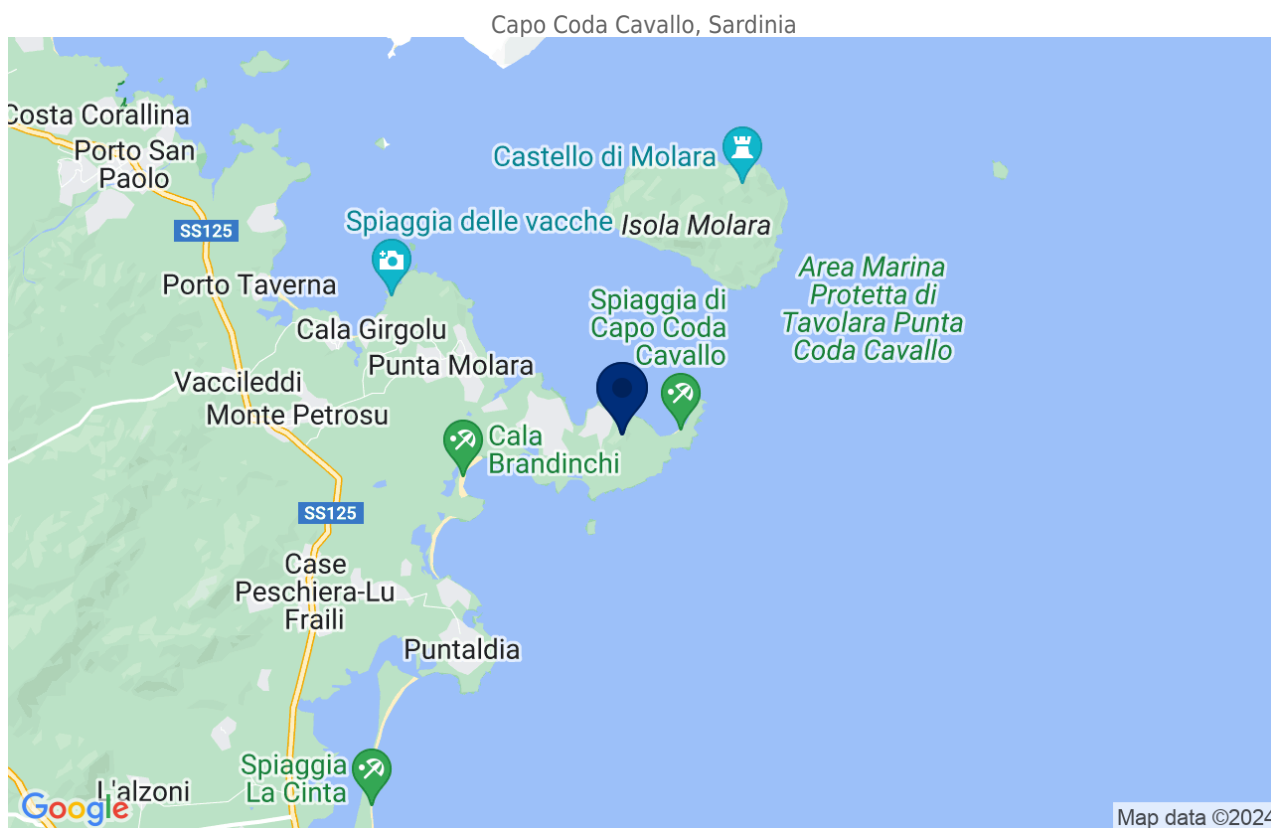 Capo Coda Cavallo, Sardinia
Costa Corallina
Porto San
Paolo
Castello di Molara
SS125
Spiaggia delle vacche
Isola Molara
Porto Taverna
Area Marina
Protetta di
Tavolara Punta
Coda Cavallo
Spiaggia di
Capo Coda
Cavallo
Cala Girgolu
Punta Molara
Vaccileddi
Monte Petrosu
Cala
Brandinchi
SS125
Case
Peschiera-Lu
Fraili
Puntaldia
Spiaggia
La Cinta
L'alzoni
Google
Map data ©2024